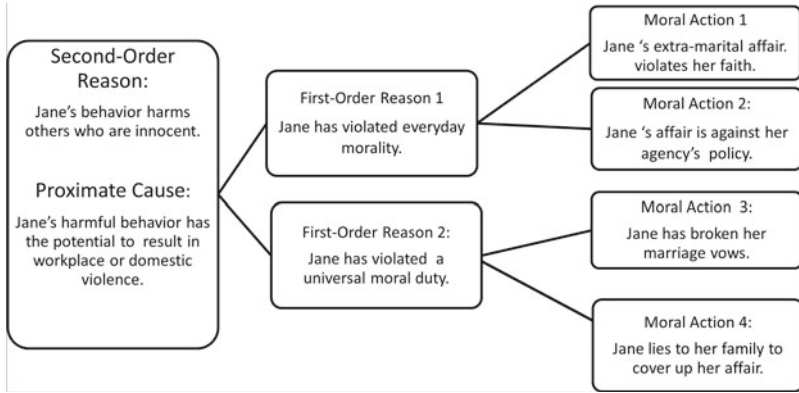 Second-Order
Reason:
Jane's behavior harms
others who are innocent.
Proximate Cause:
Jane's harmful behavior has
the potential to result in
workplace or domestic
violence.
First-Order Reason 1
Jane has violated everyday
morality.
First-Order Reason 2:
Jane has violated a
universal moral duty.
Moral Action 1
Jane 's extra-marital affair.
violates her faith.
Moral Action 2:
Jane 's affair is against her
agency's policy.
Moral Action 3:
Jane has broken her
marriage vows.
Moral Action 4:
Jane lies to her family to
cover up her affair.